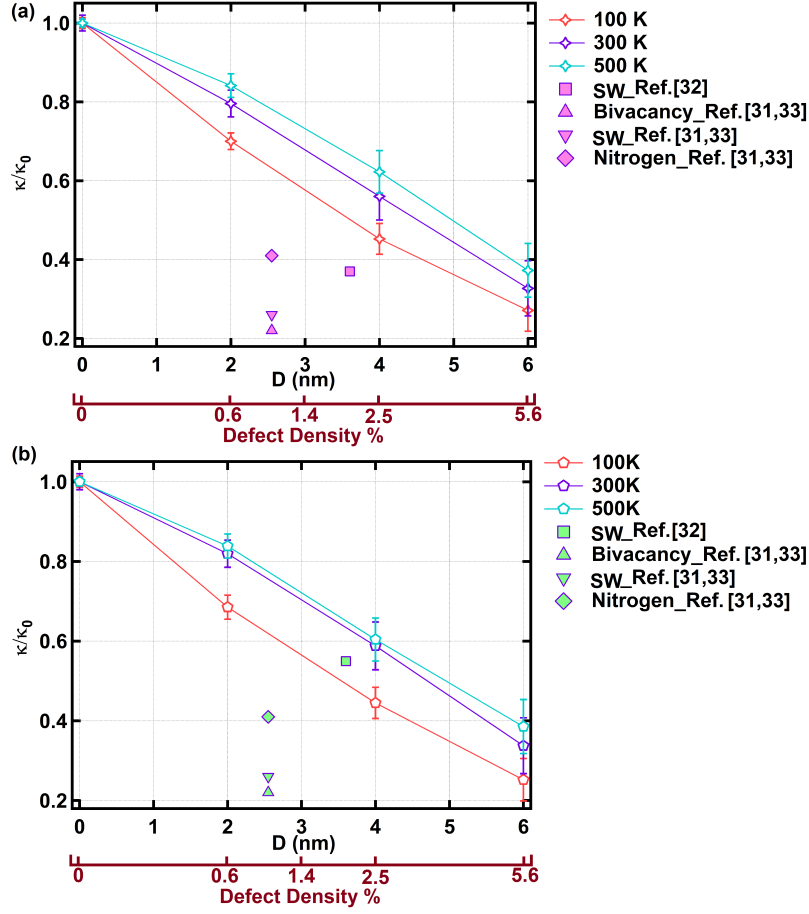 (a)
1.0
0.8
0.6
0.4
0.2
κ/κ0
0 1 2 3 4 5 6
D (nm)
0 0.6 1.4 2.5 5.6
Defect Density %
100 K
300 K
500 K
SW_Ref.[32]
Bivacancy_Ref.[31,33]
SW_Ref.[31,33]
Nitrogen_Ref.[31,33]
(b)
1.0
0.8
0.6
0.4
0.2
κ/κ0
0 1 2 3 4 5 6
D (nm)
0 0.6 1.4 2.5 5.6
Defect Density %
100K
300K
500K
SW_Ref.[32]
Bivacancy_Ref.[31,33]
SW_Ref.[31,33]
Nitrogen_Ref.[31,33]